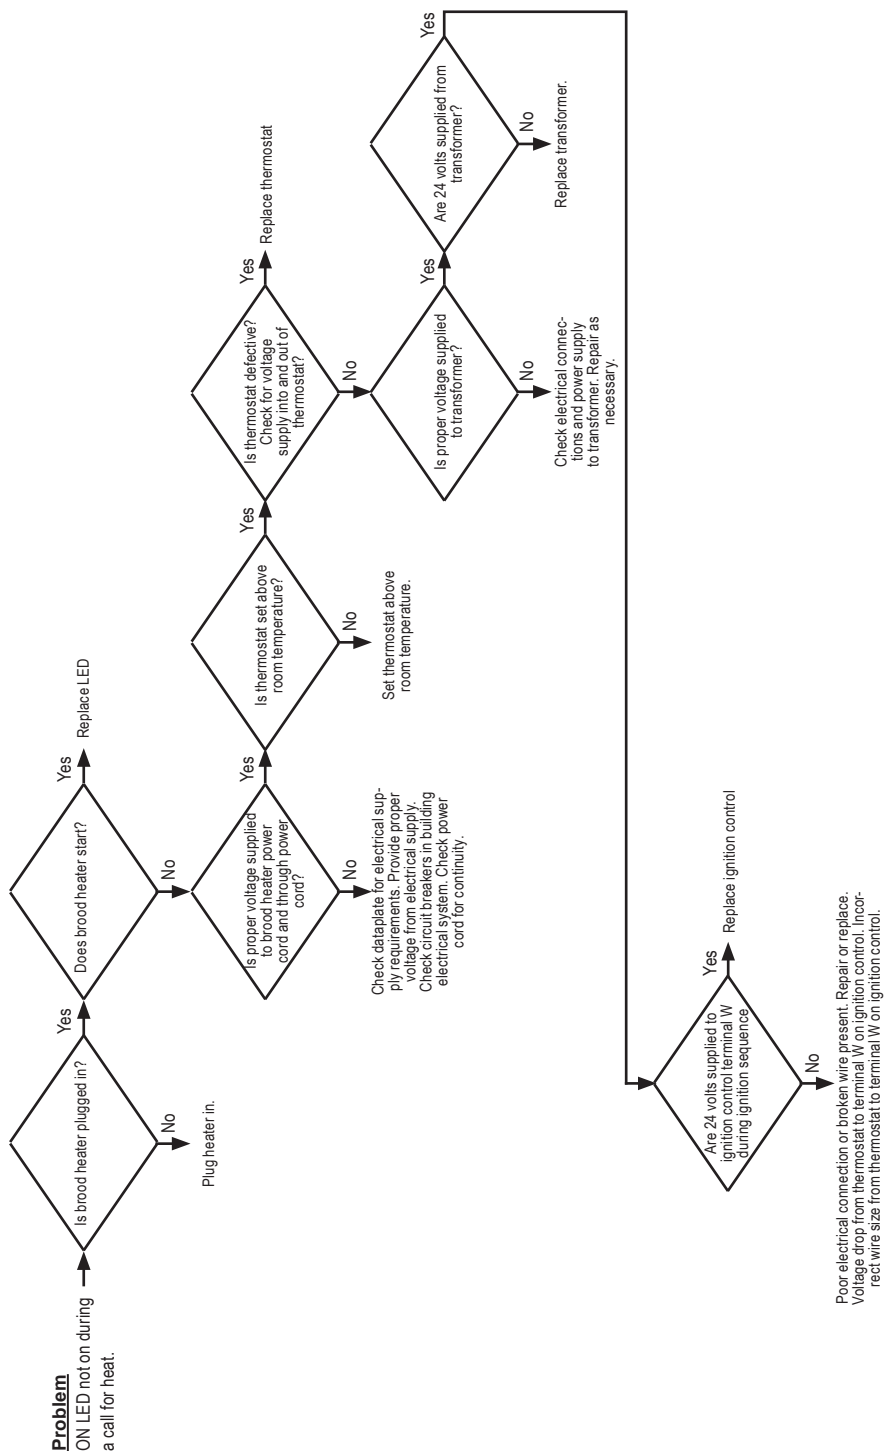 Problem
ON LED not on during
a call for heat.
Is brood heater plugged in?
Yes
No
Plug heater in.
Does brood heater start?
Yes
Replace LED
No
Is proper voltage supplied
to brood heater power
cord and through power
cord?
Yes
No
Check dataplate for electrical sup-
ply requirements. Provide proper
voltage from electrical supply.
Check circuit breakers in building
electrical system. Check power
cord for continuity.
Is thermostat set above
room temperature?
Yes
No
Set thermostat above
room temperature.
Is thermostat defective?
Check for voltage
supply into and out of
thermostat?
Yes
Replace thermostat
No
Is proper voltage supplied
to transformer?
Yes
No
Check electrical connec-
tions and power supply
to transformer. Repair as
necessary.
Are 24 volts supplied from
transformer?
Yes
No
Replace transformer.
Are 24 volts supplied to
ignition control terminal W
during ignition sequence
Yes
Replace ignition control
No
Poor electrical connection or broken wire present. Repair or replace.
Voltage drop from thermostat to terminal W on ignition control. Incor-
rect wire size from thermostat to terminal W on ignition control.